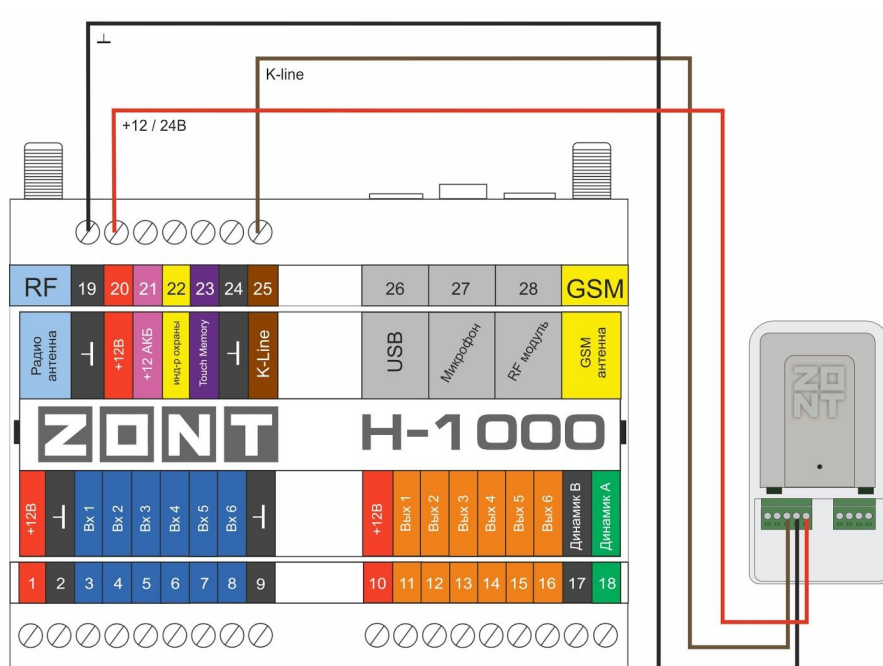 ⊥
K-line
+12 / 24В
RF 19 20 21 22 23 24 25 26 27 28 GSM
Радио антенна
⊥
+12В
+12 АКБ
инд-р охраны
Touch Memory
⊥
K-Line
USB
Микрофон
RF модуль
GSM антенна
ZONT H-1000
ZONT
+12В
⊥
Вх 1
Вх 2
Вх 3
Вх 4
Вх 5
Вх 6
⊥
+12В
Вых 1
Вых 2
Вых 3
Вых 4
Вых 5
Вых 6
Динамик В
Динамик А
1 2 3 4 5 6 7 8 9 10 11 12 13 14 15 16 17 18